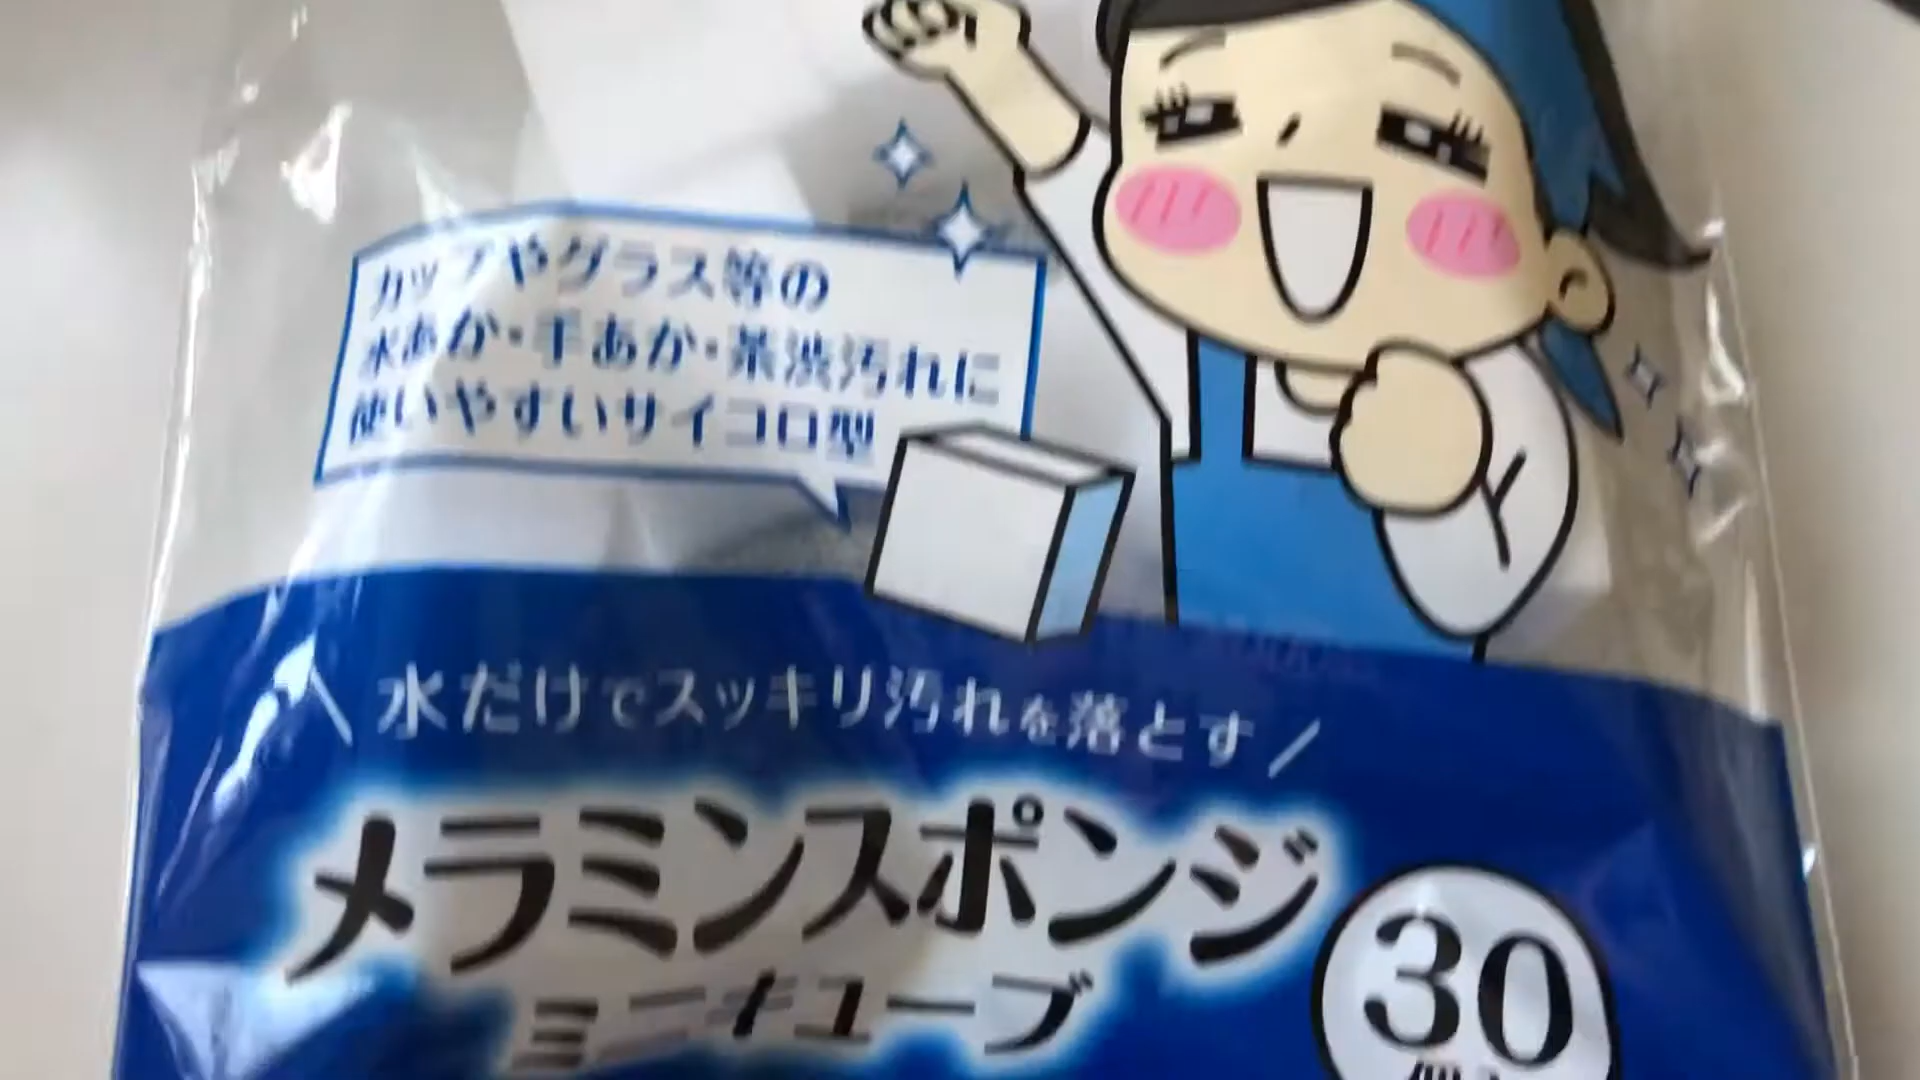 カップやグラス等の
水あか・手あか・茶渋汚れに
使いやすいサイコロ型
水だけでスッキリ汚れを落とす
メラミンスポンジ
ミニキューブ
30